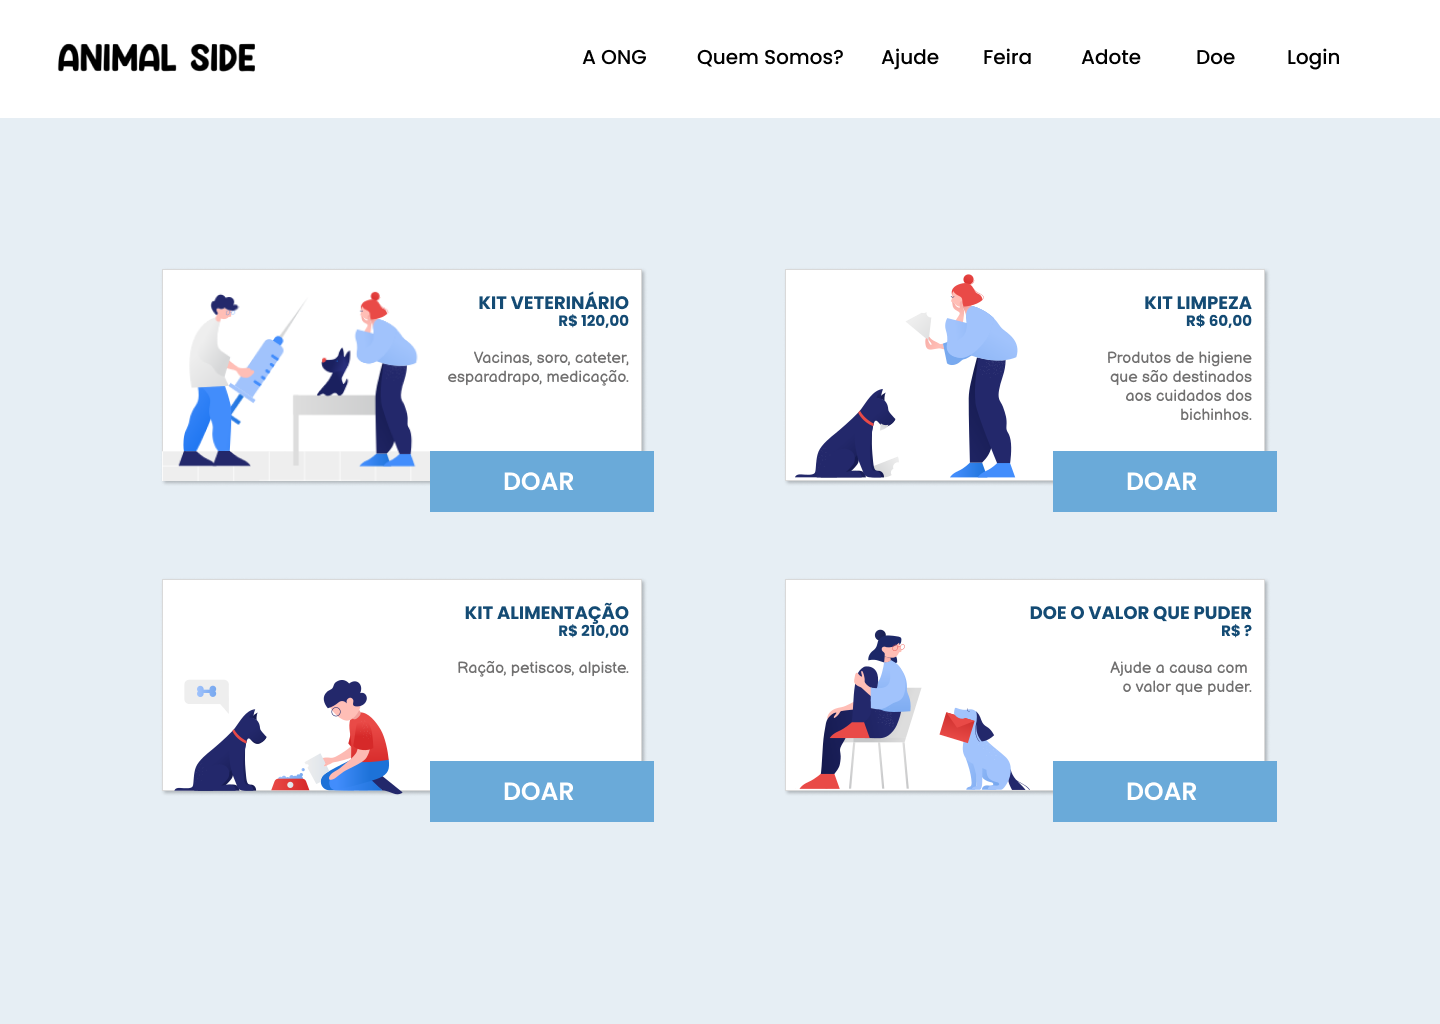 ANIMAL SIDE
A ONG Quem Somos? Ajude Feira Adote Doe Login
KIT VETERINÁRIO
R$ 120,00
Vacinas, soro, cateter,
esparadrapo, medicação.
DOAR
KIT LIMPEZA
R$ 60,00
Produtos de higiene
que são destinados
aos cuidados dos
bichinhos.
DOAR
KIT ALIMENTAÇÃO
R$ 210,00
Ração, petiscos, alpiste.
DOAR
DOE O VALOR QUE PUDER
R$ ?
Ajude a causa com
o valor que puder.
DOAR